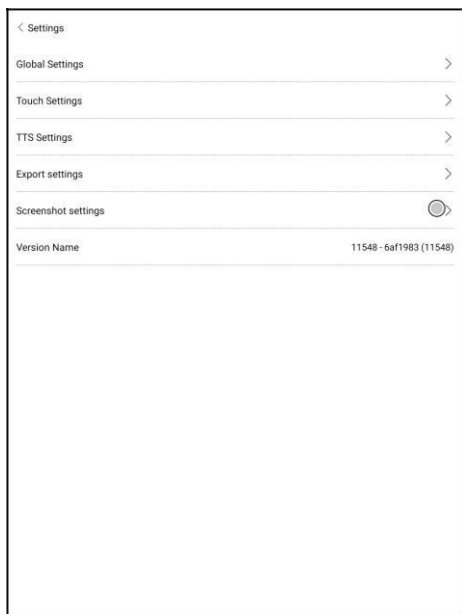 Settings
Global Settings
Touch Settings
TTS Settings
Export settings
Screenshot settings
Version Name 11548 - 6af1983 (11548)